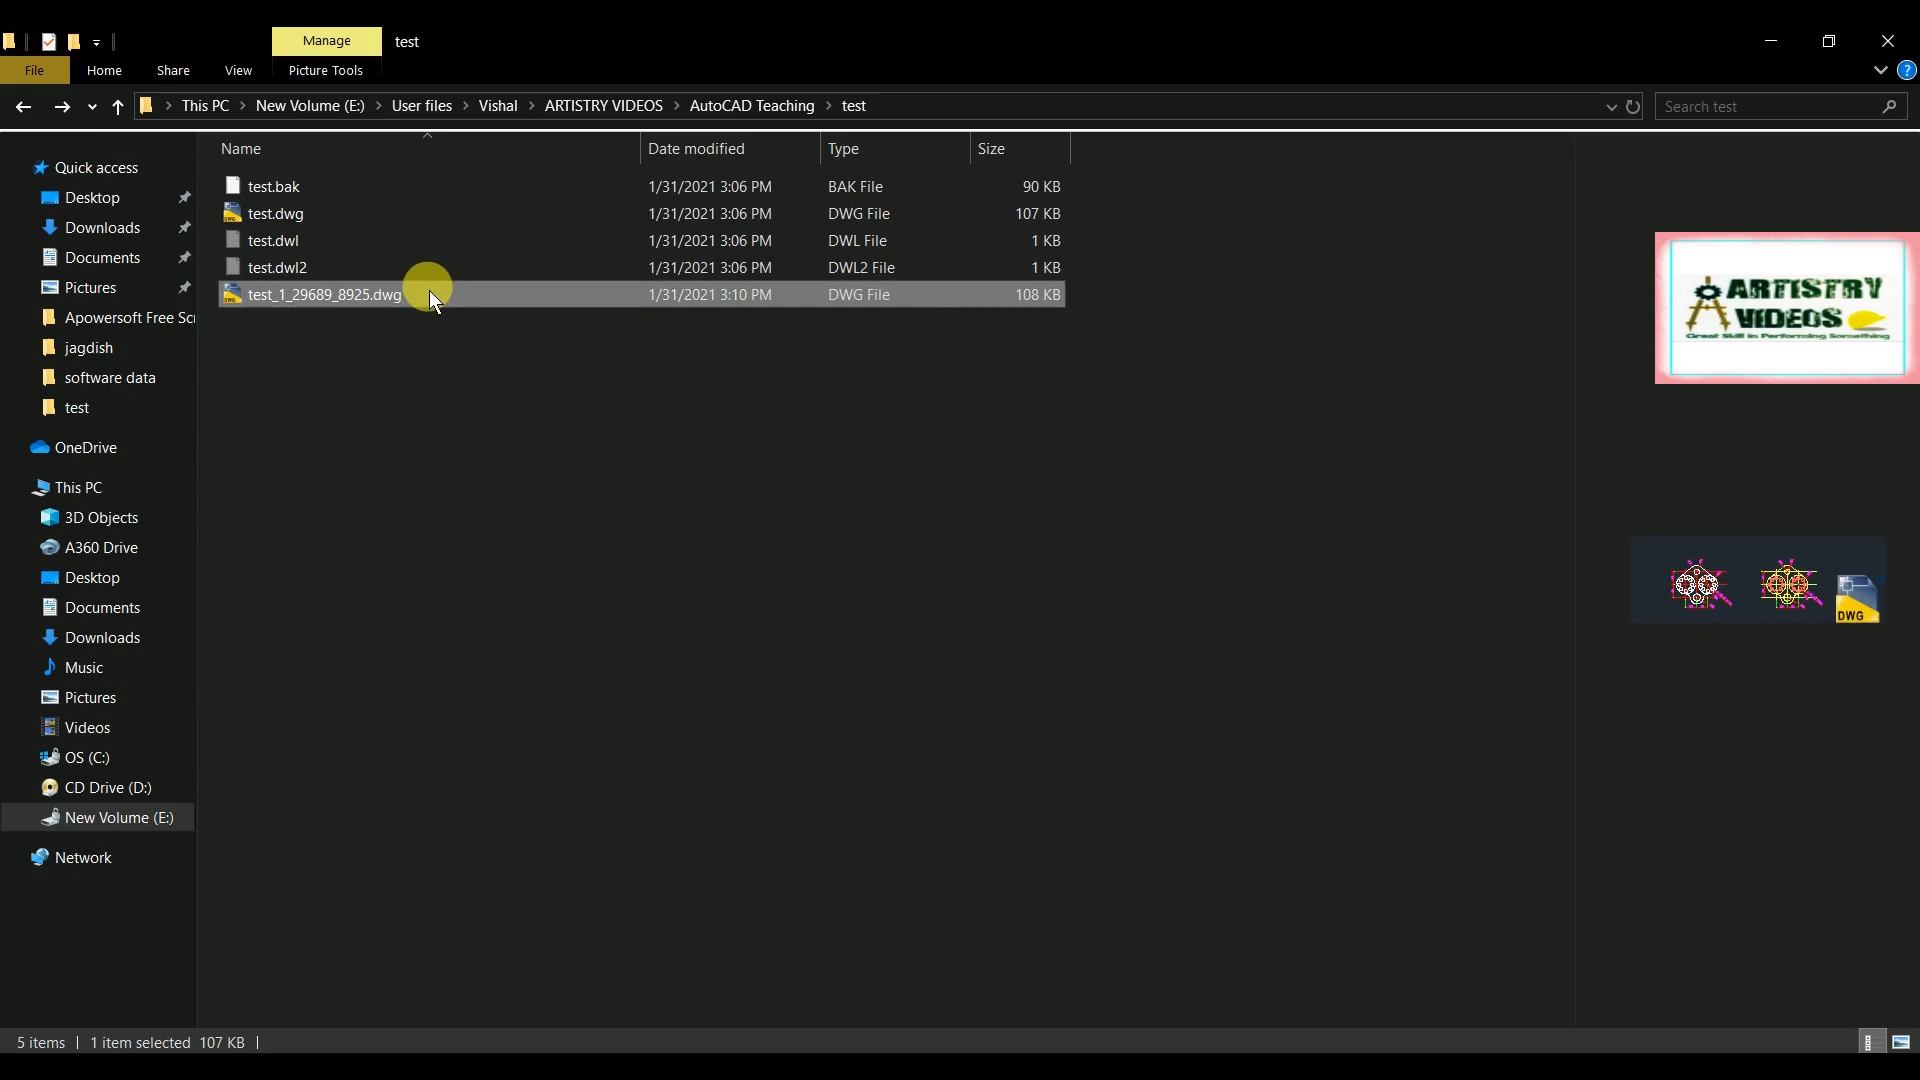 Manage
test
File
Home
Share
View
Picture Tools
?
This PC
New Volume (E:)
User files
Vishal
ARTISTRY VIDEOS
AutoCAD Teaching
test
Search test
Name
Date modified
Type
Size
test.bak 1/31/2021 3:06 PM BAK File 90 KB
test.dwg 1/31/2021 3:06 PM DWG File 107 KB
test.dwl 1/31/2021 3:06 PM DWL File 1 KB
test.dwl2 1/31/2021 3:06 PM DWL2 File 1 KB
test_1_29689_8925.dwg 1/31/2021 3:10 PM DWG File 108 KB
Quick access
Desktop
Downloads
Documents
Pictures
Apowersoft Free Scr
jagdish
software data
test
OneDrive
This PC
3D Objects
A360 Drive
Desktop
Documents
Downloads
Music
Pictures
Videos
OS (C:)
CD Drive (D:)
New Volume (E:)
Network
ARTISTRY
VIDEOS
Great Skill in Performing Something
DWG
5 items
1 item selected 107 KB